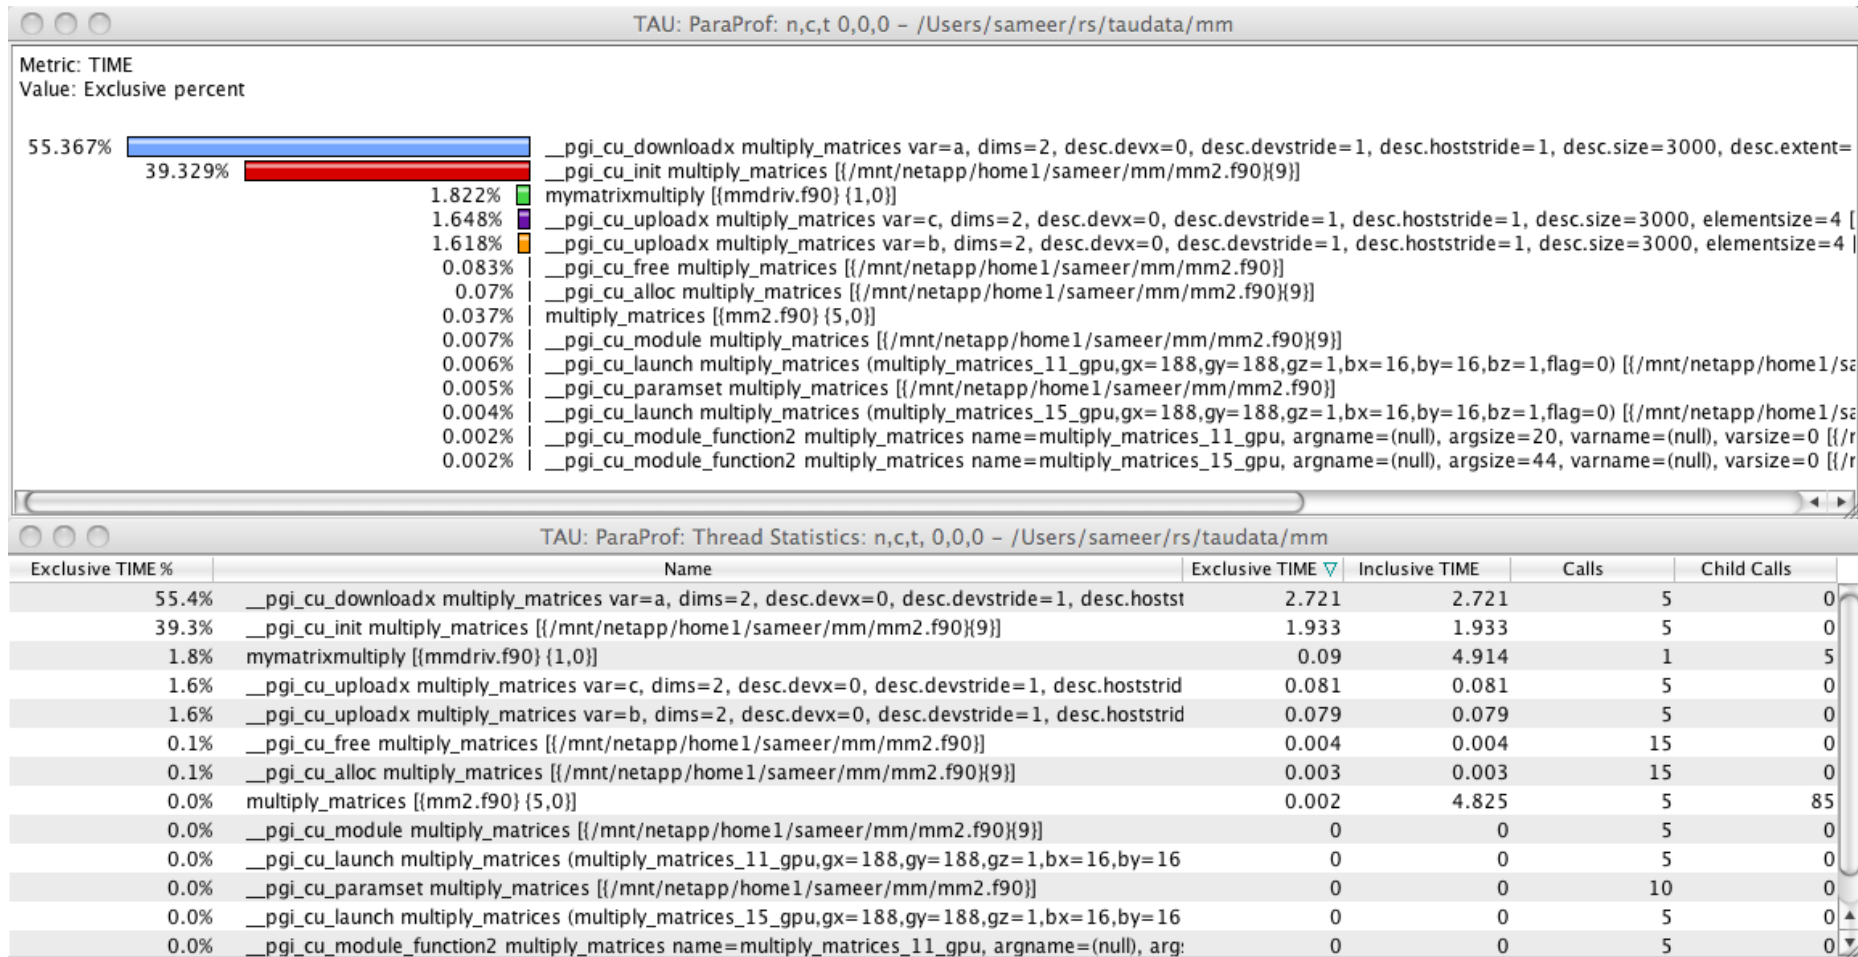 TAU: ParaProf: n,c,t 0,0,0 – /Users/sameer/rs/taudata/mm
Metric: TIME
Value: Exclusive percent
55.367% __pgi_cu_downloadx multiply_matrices var=a, dims=2, desc.devx=0, desc.devstride=1, desc.hoststride=1, desc.size=3000, desc.extent=
39.329% __pgi_cu_init multiply_matrices [{/mnt/netapp/home1/sameer/mm/mm2.f90}{9}]
1.822% mymatrixmultiply [{mmdriv.f90} {1,0}]
1.648% __pgi_cu_uploadx multiply_matrices var=c, dims=2, desc.devx=0, desc.devstride=1, desc.hoststride=1, desc.size=3000, elementsize=4 [
1.618% __pgi_cu_uploadx multiply_matrices var=b, dims=2, desc.devx=0, desc.devstride=1, desc.hoststride=1, desc.size=3000, elementsize=4 [
0.083% __pgi_cu_free multiply_matrices [{/mnt/netapp/home1/sameer/mm/mm2.f90}]
0.07% __pgi_cu_alloc multiply_matrices [{/mnt/netapp/home1/sameer/mm/mm2.f90}{9}]
0.037% multiply_matrices [{mm2.f90} {5,0}]
0.007% __pgi_cu_module multiply_matrices [{/mnt/netapp/home1/sameer/mm/mm2.f90}{9}]
0.006% __pgi_cu_launch multiply_matrices (multiply_matrices_11_gpu,gx=188,gy=188,gz=1,bx=16,by=16,bz=1,flag=0) [{/mnt/netapp/home1/sa
0.005% __pgi_cu_paramset multiply_matrices [{/mnt/netapp/home1/sameer/mm/mm2.f90}]
0.004% __pgi_cu_launch multiply_matrices (multiply_matrices_15_gpu,gx=188,gy=188,gz=1,bx=16,by=16,bz=1,flag=0) [{/mnt/netapp/home1/sa
0.002% __pgi_cu_module_function2 multiply_matrices name=multiply_matrices_11_gpu, argname=(null), argsize=20, varname=(null), varsize=0 [{/r
0.002% __pgi_cu_module_function2 multiply_matrices name=multiply_matrices_15_gpu, argname=(null), argsize=44, varname=(null), varsize=0 [{/r
TAU: ParaProf: Thread Statistics: n,c,t, 0,0,0 – /Users/sameer/rs/taudata/mm
Exclusive TIME % Name Exclusive TIME Inclusive TIME Calls Child Calls
55.4% __pgi_cu_downloadx multiply_matrices var=a, dims=2, desc.devx=0, desc.devstride=1, desc.hostst 2.721 2.721 5 0
39.3% __pgi_cu_init multiply_matrices [{/mnt/netapp/home1/sameer/mm/mm2.f90}{9}] 1.933 1.933 5 0
1.8% mymatrixmultiply [{mmdriv.f90} {1,0}] 0.09 4.914 1 5
1.6% __pgi_cu_uploadx multiply_matrices var=c, dims=2, desc.devx=0, desc.devstride=1, desc.hoststrid 0.081 0.081 5 0
1.6% __pgi_cu_uploadx multiply_matrices var=b, dims=2, desc.devx=0, desc.devstride=1, desc.hoststrid 0.079 0.079 5 0
0.1% __pgi_cu_free multiply_matrices [{/mnt/netapp/home1/sameer/mm/mm2.f90}] 0.004 0.004 15 0
0.1% __pgi_cu_alloc multiply_matrices [{/mnt/netapp/home1/sameer/mm/mm2.f90}{9}] 0.003 0.003 15 0
0.0% multiply_matrices [{mm2.f90} {5,0}] 0.002 4.825 5 85
0.0% __pgi_cu_module multiply_matrices [{/mnt/netapp/home1/sameer/mm/mm2.f90}{9}] 0 0 5 0
0.0% __pgi_cu_launch multiply_matrices (multiply_matrices_11_gpu,gx=188,gy=188,gz=1,bx=16,by=16 0 0 5 0
0.0% __pgi_cu_paramset multiply_matrices [{/mnt/netapp/home1/sameer/mm/mm2.f90}] 0 0 10 0
0.0% __pgi_cu_launch multiply_matrices (multiply_matrices_15_gpu,gx=188,gy=188,gz=1,bx=16,by=16 0 0 5 0
0.0% __pgi_cu_module_function2 multiply_matrices name=multiply_matrices_11_gpu, argname=(null), arg: 0 0 5 0